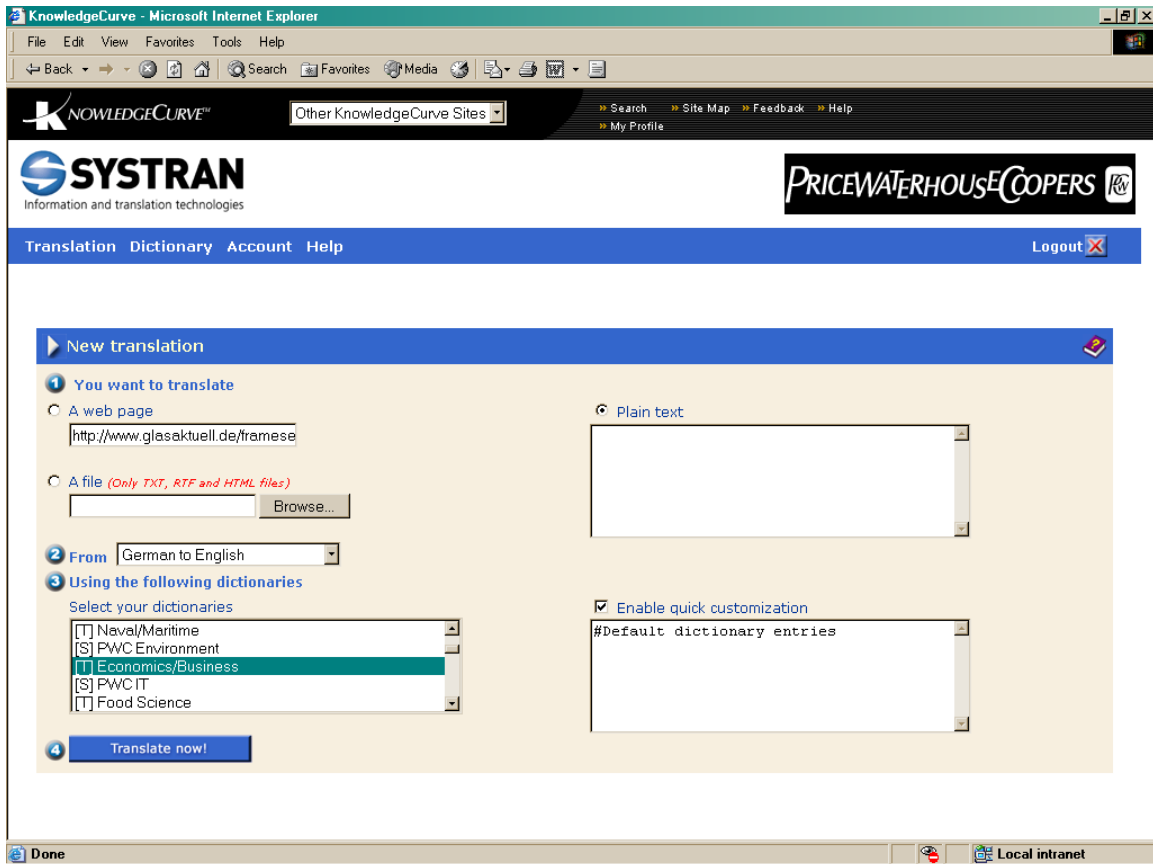 KnowledgeCurve - Microsoft Internet Explorer
File Edit View Favorites Tools Help
Back Search Favorites Media
KNOWLEDGECURVE™ Other KnowledgeCurve Sites » Search » Site Map » Feedback » Help
» My Profile
SYSTRAN
Information and translation technologies
PRICEWATERHOUSECOOPERS PwC
Translation Dictionary Account Help Logout
New translation
1 You want to translate
A web page Plain text
http://www.glasaktuell.de/framese
A file (Only TXT, RTF and HTML files)
Browse...
2 From German to English
3 Using the following dictionaries
Select your dictionaries Enable quick customization
[T] Naval/Maritime #Default dictionary entries
[S] PWC Environment
[T] Economics/Business
[S] PWC IT
[T] Food Science
4 Translate now!
Done Local intranet